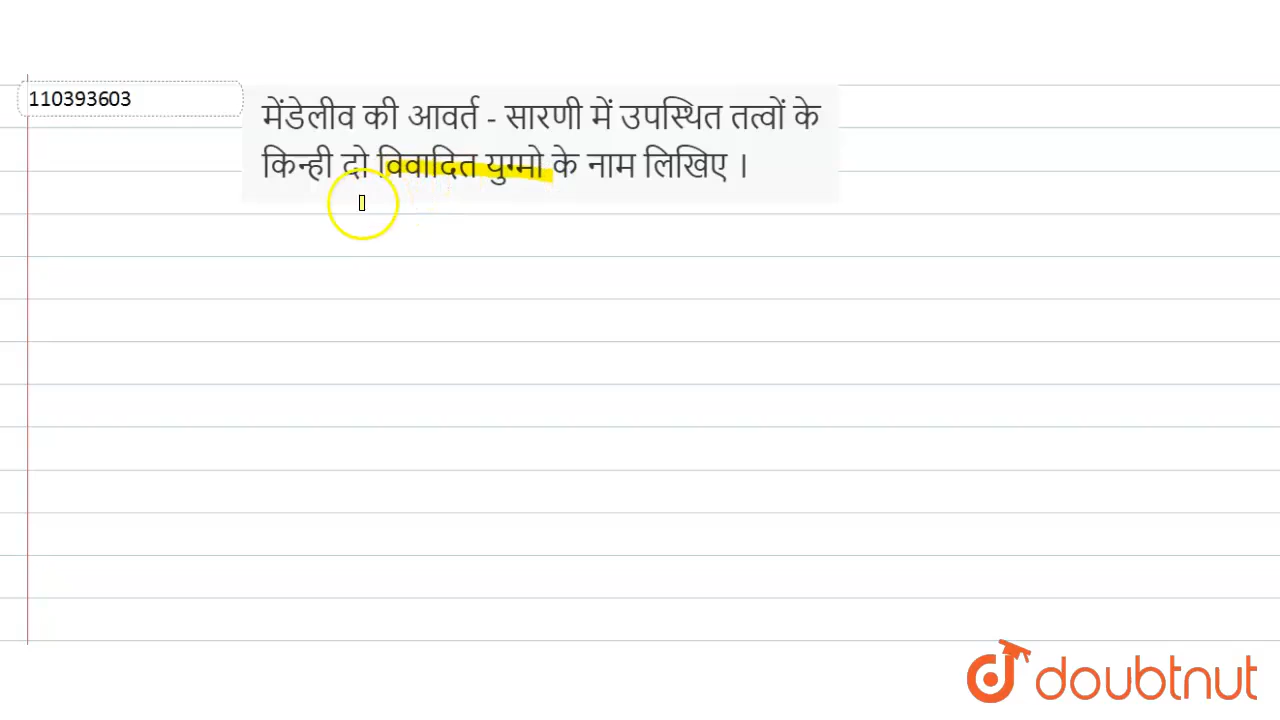 110393603
मेंडेलीव की आवर्त - सारणी में उपस्थित तत्वों के
किन्ही दो विवादित युग्मो के नाम लिखिए ।
doubtnut